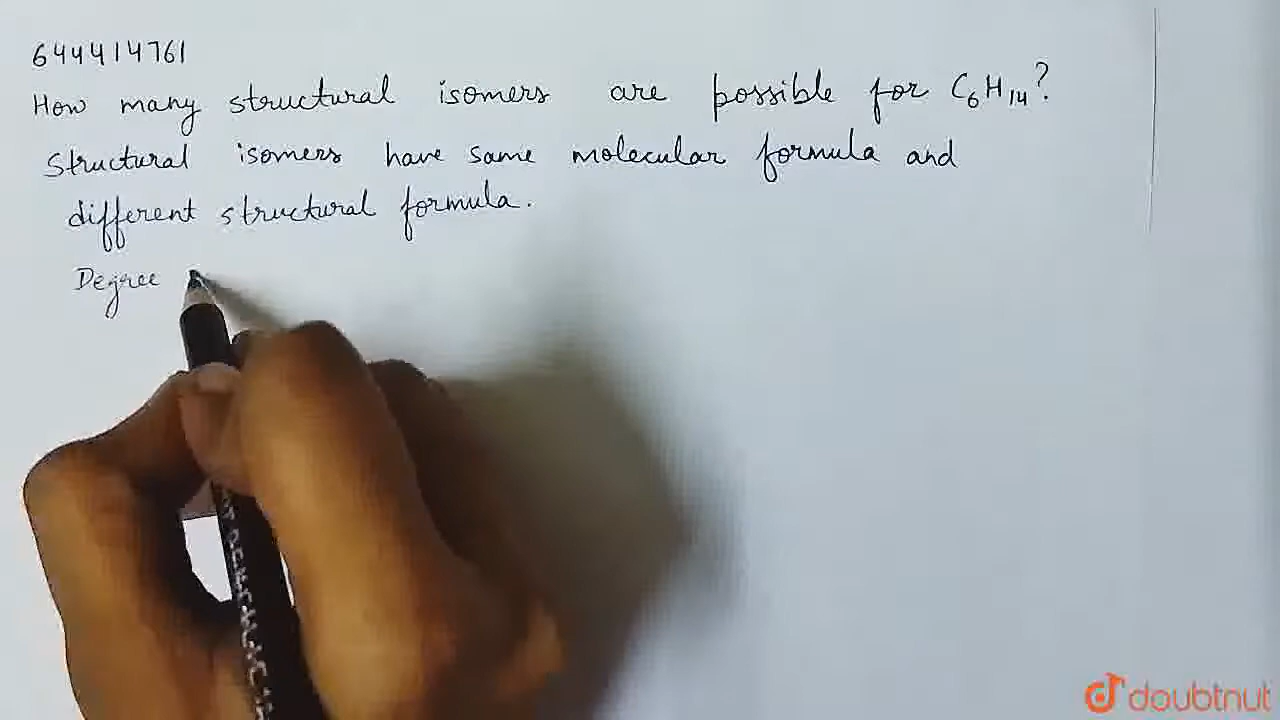 644414761
How many structural isomers are possible for C₆H₁₄?
Structural isomers have same molecular formula and
different structural formula.
Degree
doubtnut